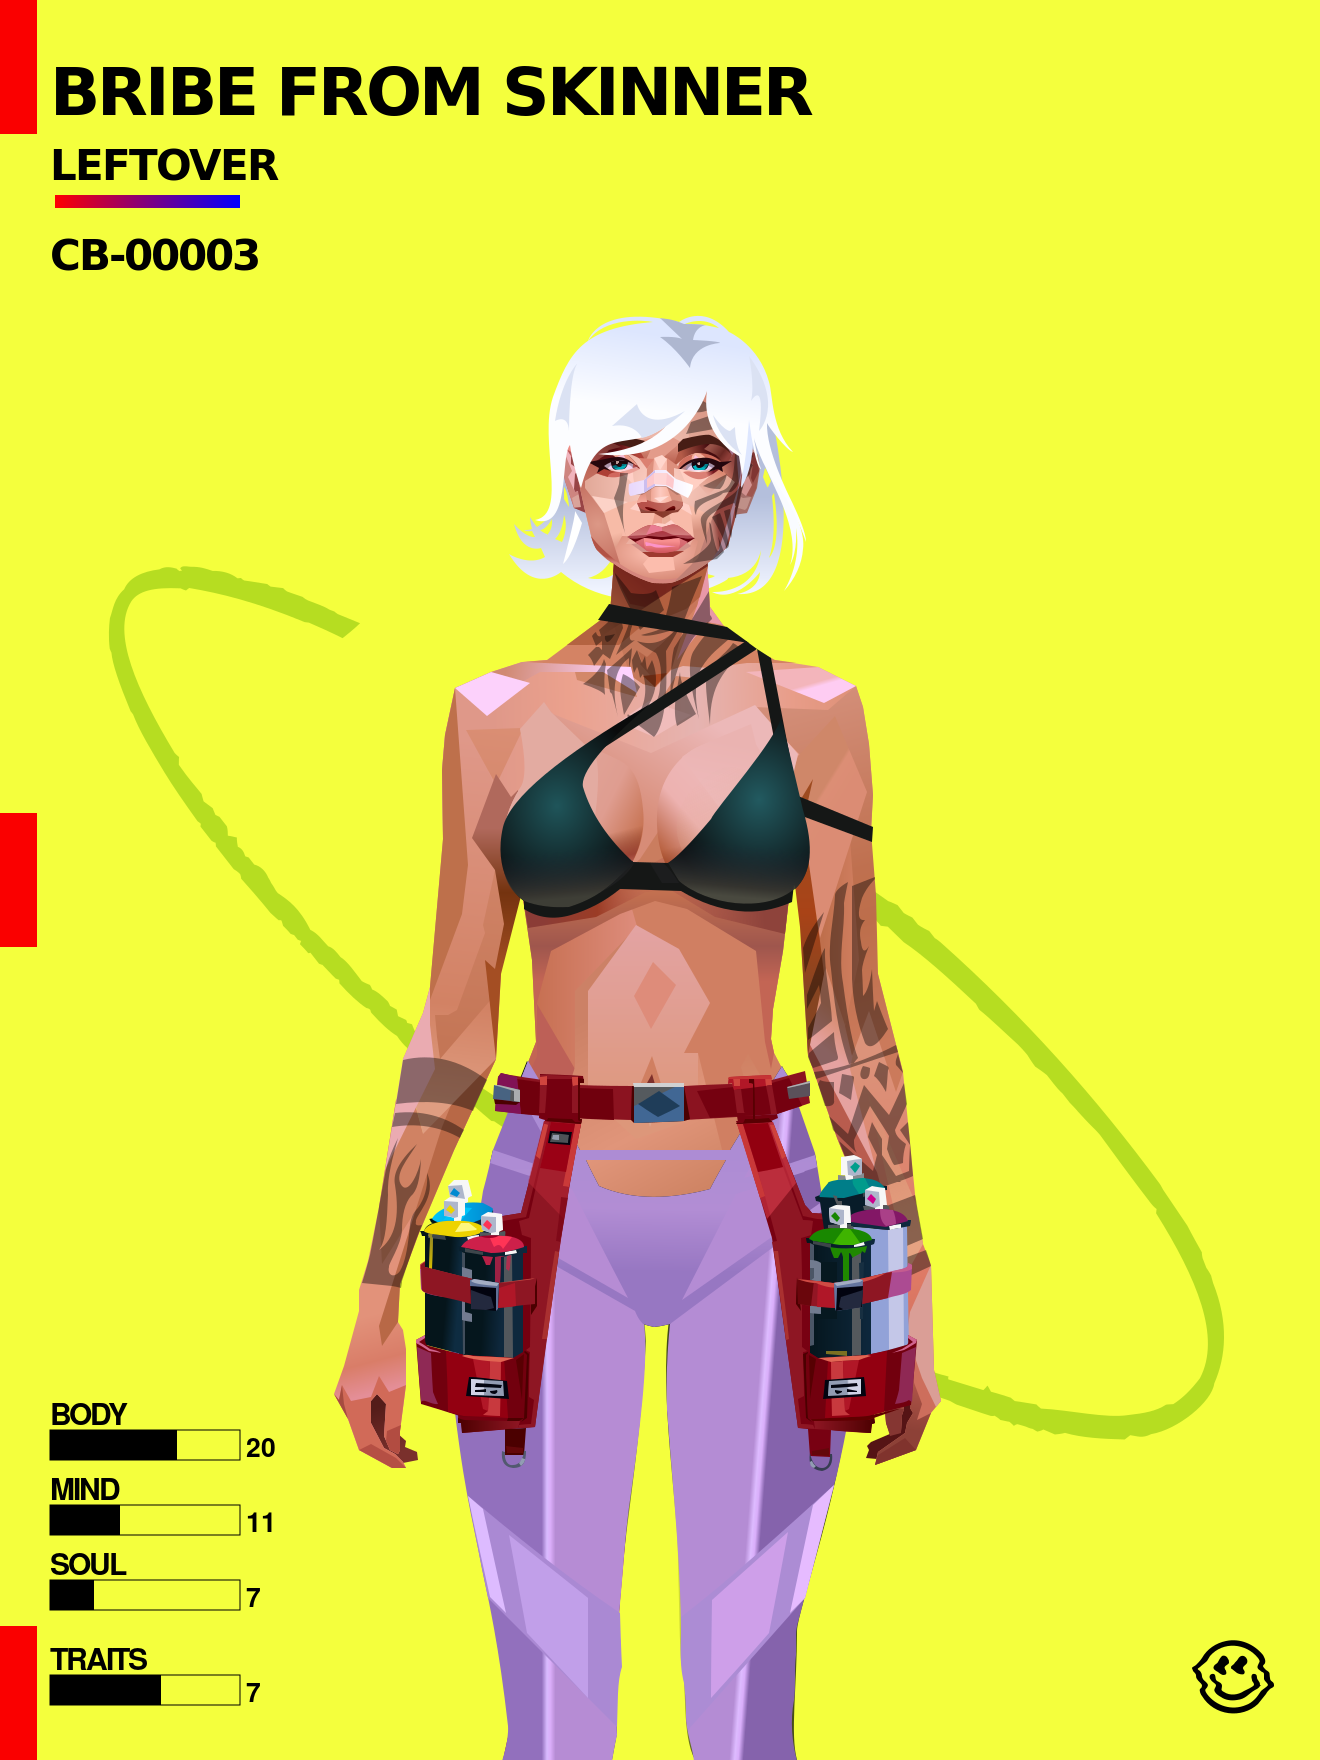 BRIBE FROM SKINNER
LEFTOVER
CB-00003
BODY
20
MIND
11
SOUL
7
TRAITS
7